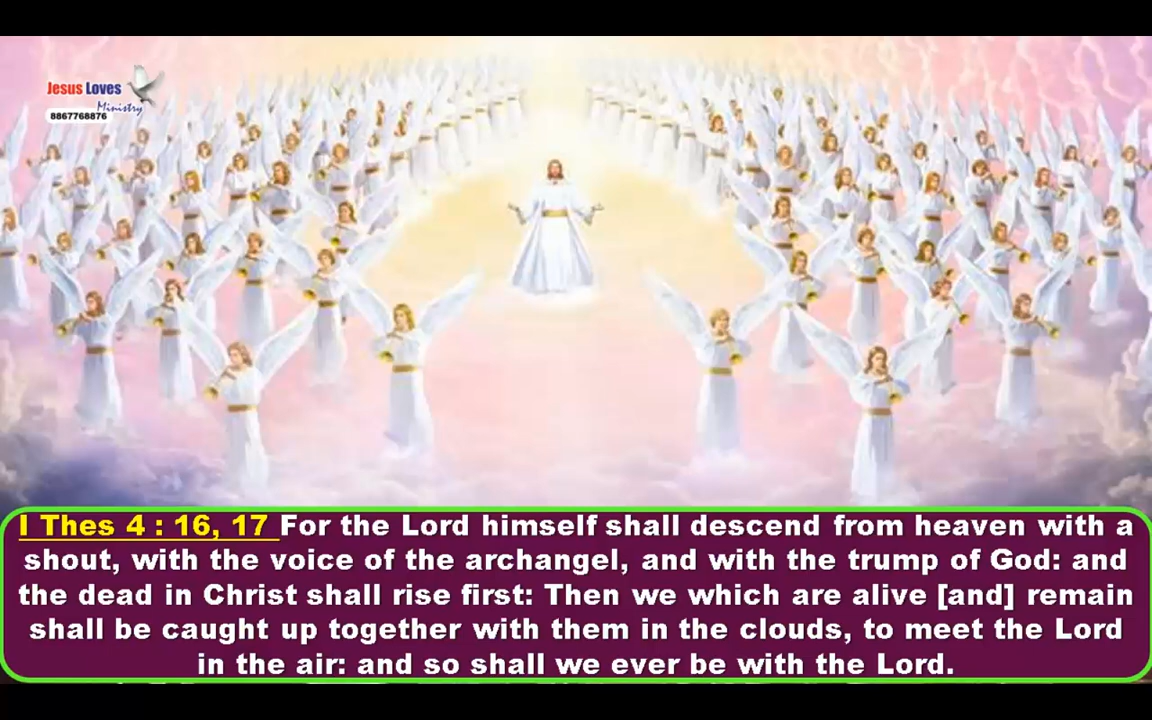 Jesus Loves
Ministry
8867768876
I Thes 4 : 16, 17 For the Lord himself shall descend from heaven with a
shout, with the voice of the archangel, and with the trump of God: and
the dead in Christ shall rise first: Then we which are alive [and] remain
shall be caught up together with them in the clouds, to meet the Lord
in the air: and so shall we ever be with the Lord.